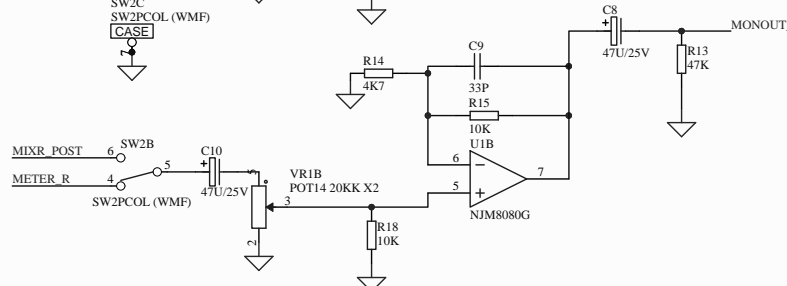 SW2C
SW2PCOL (WMF)
CASE
7
C8
+
47U/25V
MONOUT
R13
47K
R14
4K7
C9
33P
R15
10K
U1B
6
7
5
NJM8080G
MIXR_POST
6
SW2B
5
METER_R
4
SW2PCOL (WMF)
C10
+
47U/25V
5
VR1B
POT14 20KK X2
3
2
R18
10K